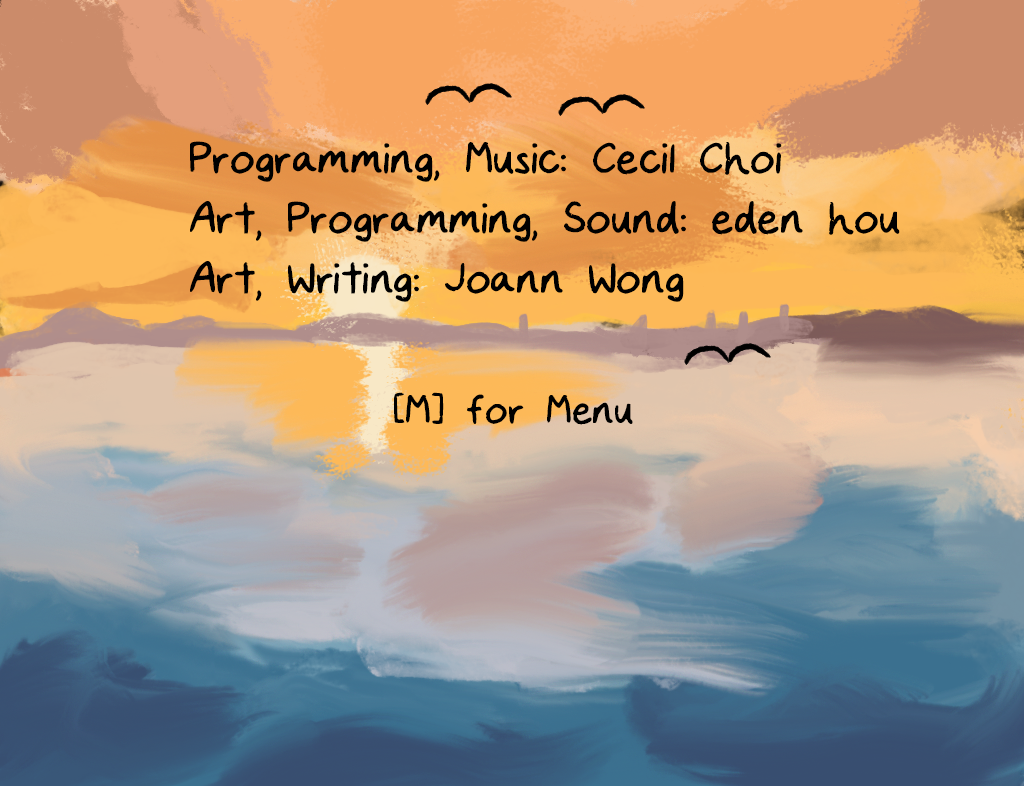 Programming, Music: Cecil Choi
Art, Programming, Sound: eden hou
Art, Writing: Joann Wong
[M] for Menu